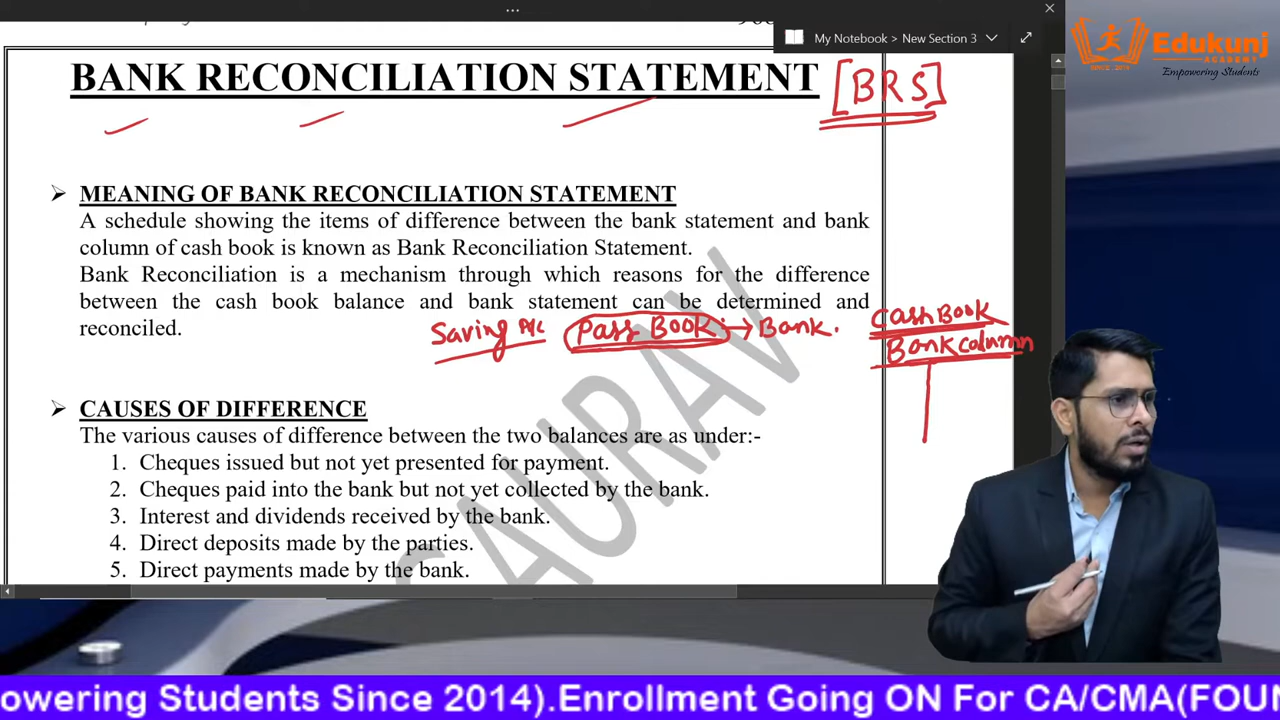 ...
My Notebook > New Section 3
Edukunj
ACADEMY
SINCE - 2014
Empowering Students
BANK RECONCILIATION STATEMENT [BRS]
➢ MEANING OF BANK RECONCILIATION STATEMENT
A schedule showing the items of difference between the bank statement and bank
column of cash book is known as Bank Reconciliation Statement.
Bank Reconciliation is a mechanism through which reasons for the difference
between the cash book balance and bank statement can be determined and
reconciled.
Saving A/c Pass Book → Bank.
Cash Book
Bank column
➢ CAUSES OF DIFFERENCE
The various causes of difference between the two balances are as under:-
1. Cheques issued but not yet presented for payment.
2. Cheques paid into the bank but not yet collected by the bank.
3. Interest and dividends received by the bank.
4. Direct deposits made by the parties.
5. Direct payments made by the bank.
SAURAV
owering Students Since 2014).Enrollment Going ON For CA/CMA(FOUN